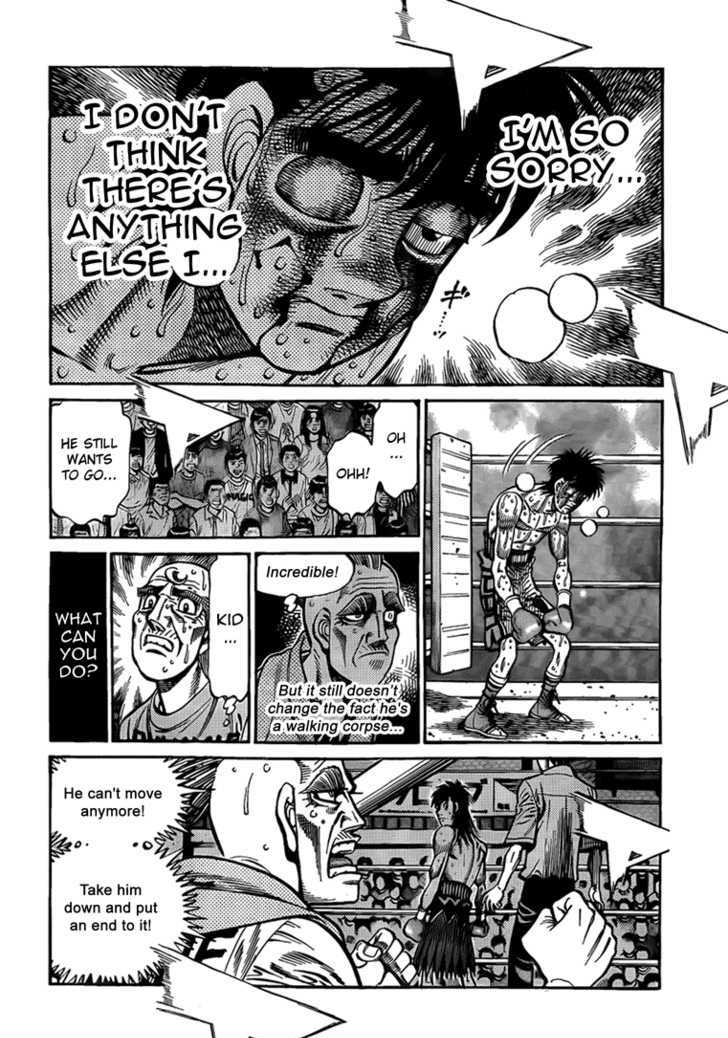 I'M SO
SORRY...
I DON'T
THINK
THERE'S
ANYTHING
ELSE I...
ギ
OH
...
OHH!
HE STILL
WANTS
TO GO...
MAGIC
Incredible!
But it still doesn't
change the fact he's
a walking corpse...
KID
...
WHAT
CAN
YOU
DO?
He can't move
anymore!
Take him
down and put
an end to it!